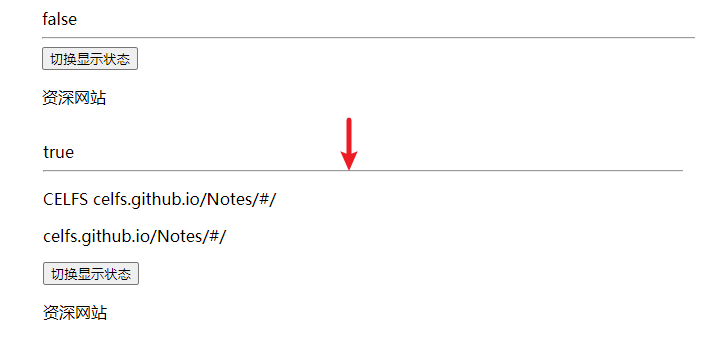 false
切换显示状态
资深网站
true
CELFS celfs.github.io/Notes/#/
celfs.github.io/Notes/#/
切换显示状态
资深网站